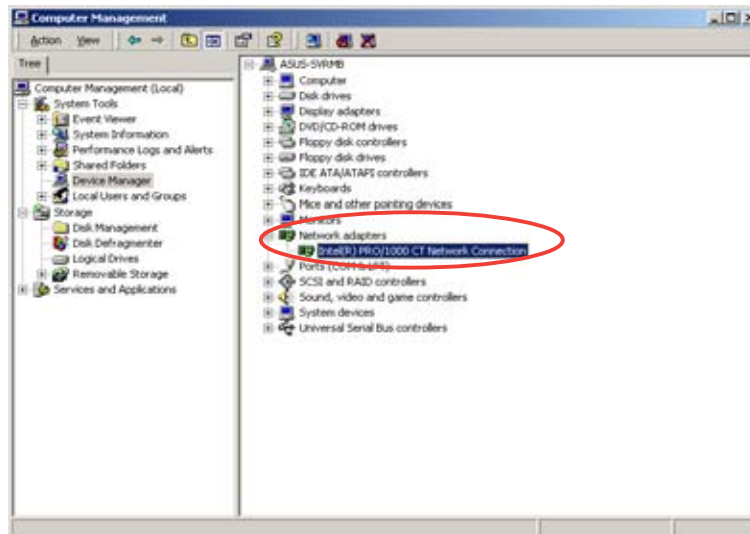 Computer Management
Action View
Tree
Computer Management (Local)
System Tools
Event Viewer
System Information
Performance Logs and Alerts
Shared Folders
Device Manager
Local Users and Groups
Storage
Disk Management
Disk Defragmenter
Logical Drives
Removable Storage
Services and Applications
ASUS-SVRMB
Computer
Disk drives
Display adapters
DVD/CD-ROM drives
Floppy disk controllers
Floppy disk drives
IDE ATA/ATAPI controllers
Keyboards
Mice and other pointing devices
Monitors
Network adapters
Intel(R) PRO/1000 CT Network Connection
Ports (COM & LPT)
SCSI and RAID controllers
Sound, video and game controllers
System devices
Universal Serial Bus controllers